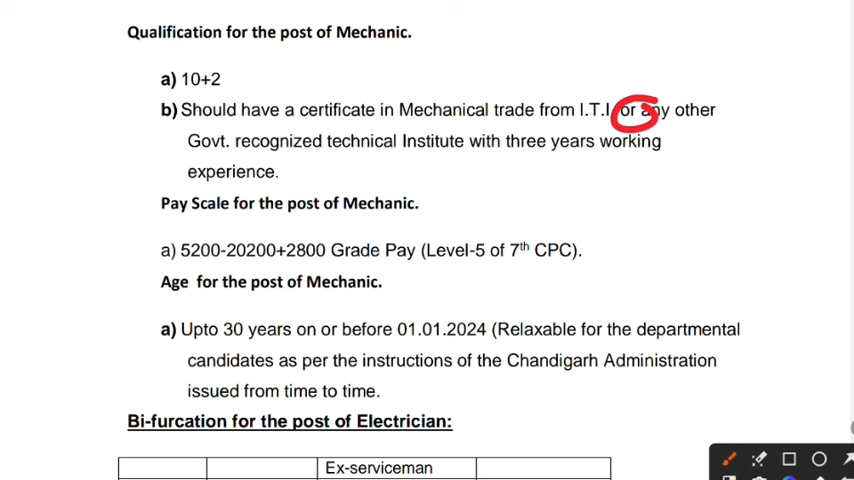 Qualification for the post of Mechanic.
a) 10+2
b) Should have a certificate in Mechanical trade from I.T.I or any other
Govt. recognized technical Institute with three years working
experience.
Pay Scale for the post of Mechanic.
a) 5200-20200+2800 Grade Pay (Level-5 of 7th CPC).
Age for the post of Mechanic.
a) Upto 30 years on or before 01.01.2024 (Relaxable for the departmental
candidates as per the instructions of the Chandigarh Administration
issued from time to time.
Bi-furcation for the post of Electrician:
Ex-serviceman